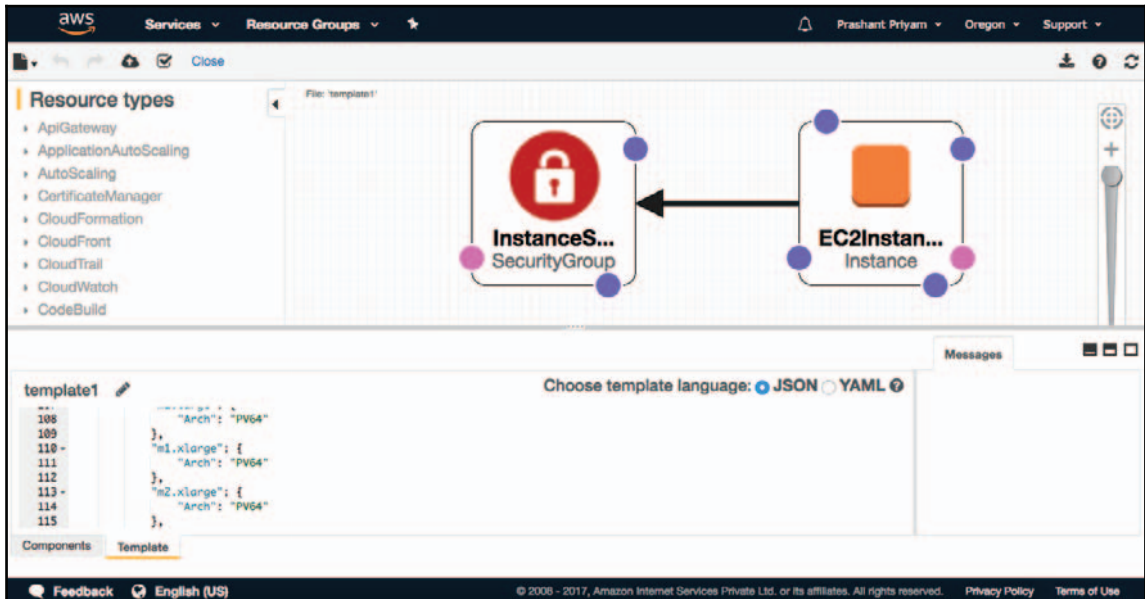 aws Services Resource Groups Prashant Priyam Oregon Support
Close
Resource types
ApiGateway
ApplicationAutoScaling
AutoScaling
CertificateManager
CloudFormation
CloudFront
CloudTrail
CloudWatch
CodeBuild
File: 'template1'
InstanceS...
SecurityGroup
EC2Instan...
Instance
Messages
template1
Choose template language: JSON YAML
108 "Arch": "PV64"
109 },
110 - "m1.xlarge": {
111 "Arch": "PV64"
112 },
113 - "m2.xlarge": {
114 "Arch": "PV64"
115 },
Components Template
Feedback English (US) © 2008 - 2017, Amazon Internet Services Private Ltd. or its affiliates. All rights reserved. Privacy Policy Terms of Use